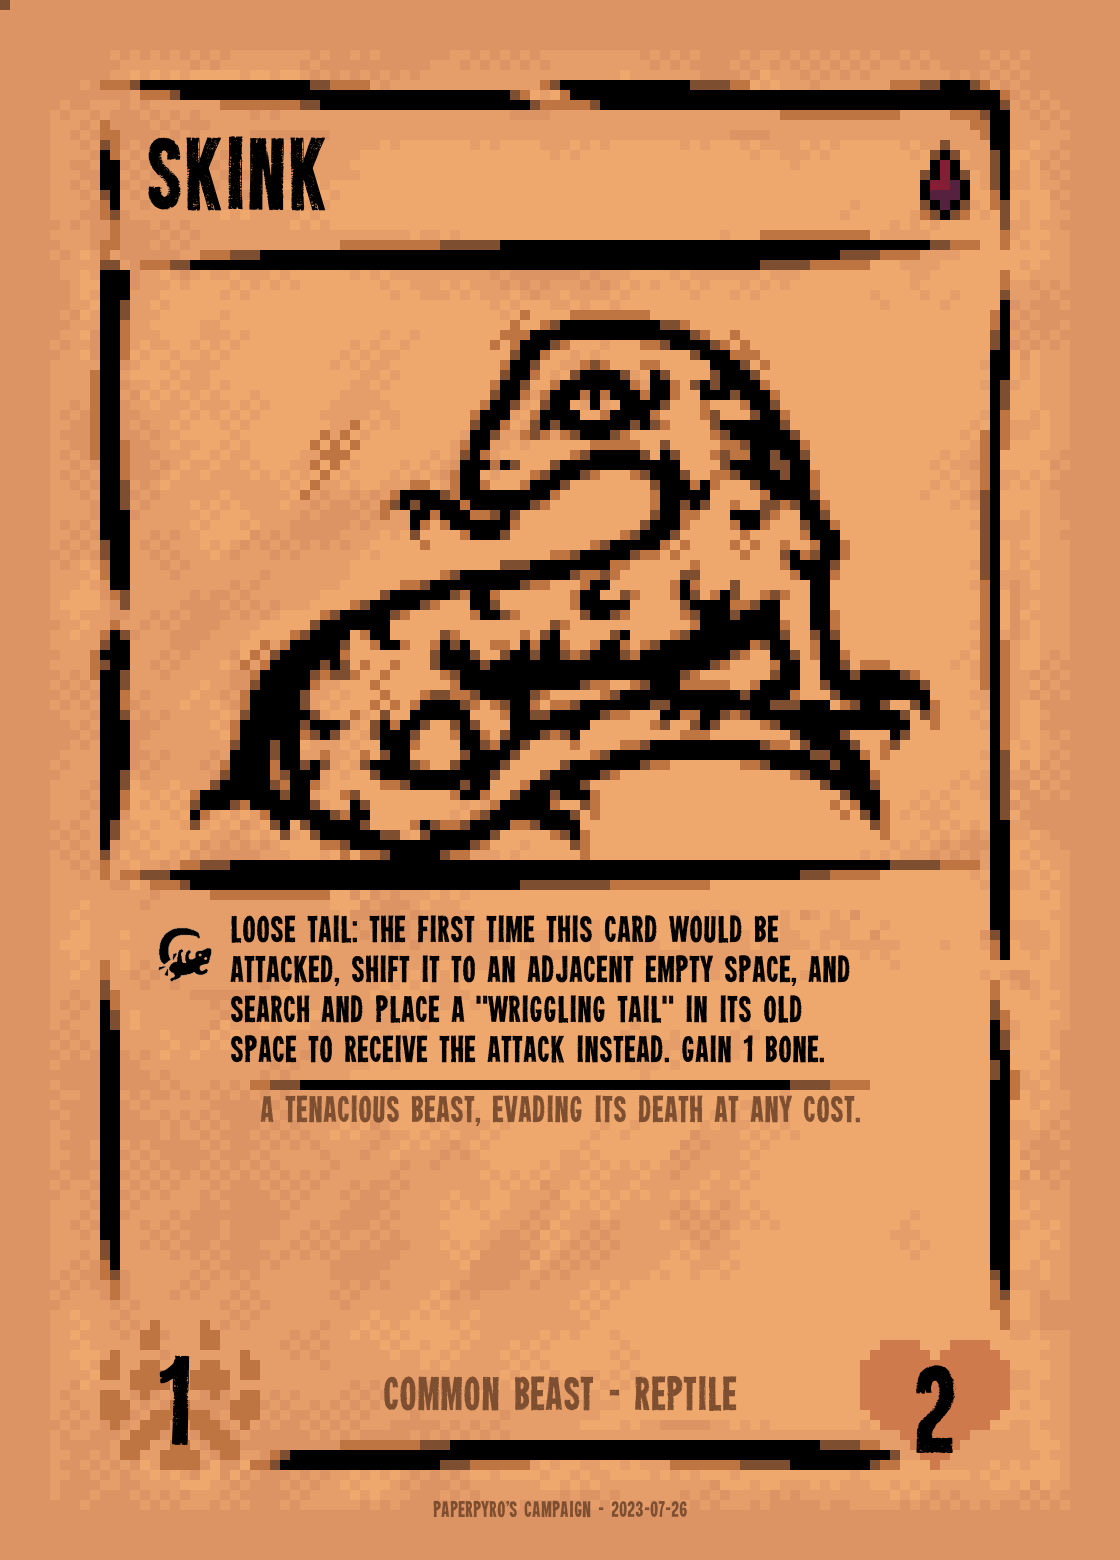 SKINK
LOOSE TAIL: THE FIRST TIME THIS CARD WOULD BE
ATTACKED, SHIFT IT TO AN ADJACENT EMPTY SPACE, AND
SEARCH AND PLACE A "WRIGGLING TAIL" IN ITS OLD
SPACE TO RECEIVE THE ATTACK INSTEAD. GAIN 1 BONE.
A TENACIOUS BEAST, EVADING ITS DEATH AT ANY COST.
1
COMMON BEAST - REPTILE
2
PAPERPYRO'S CAMPAIGN - 2023-07-26